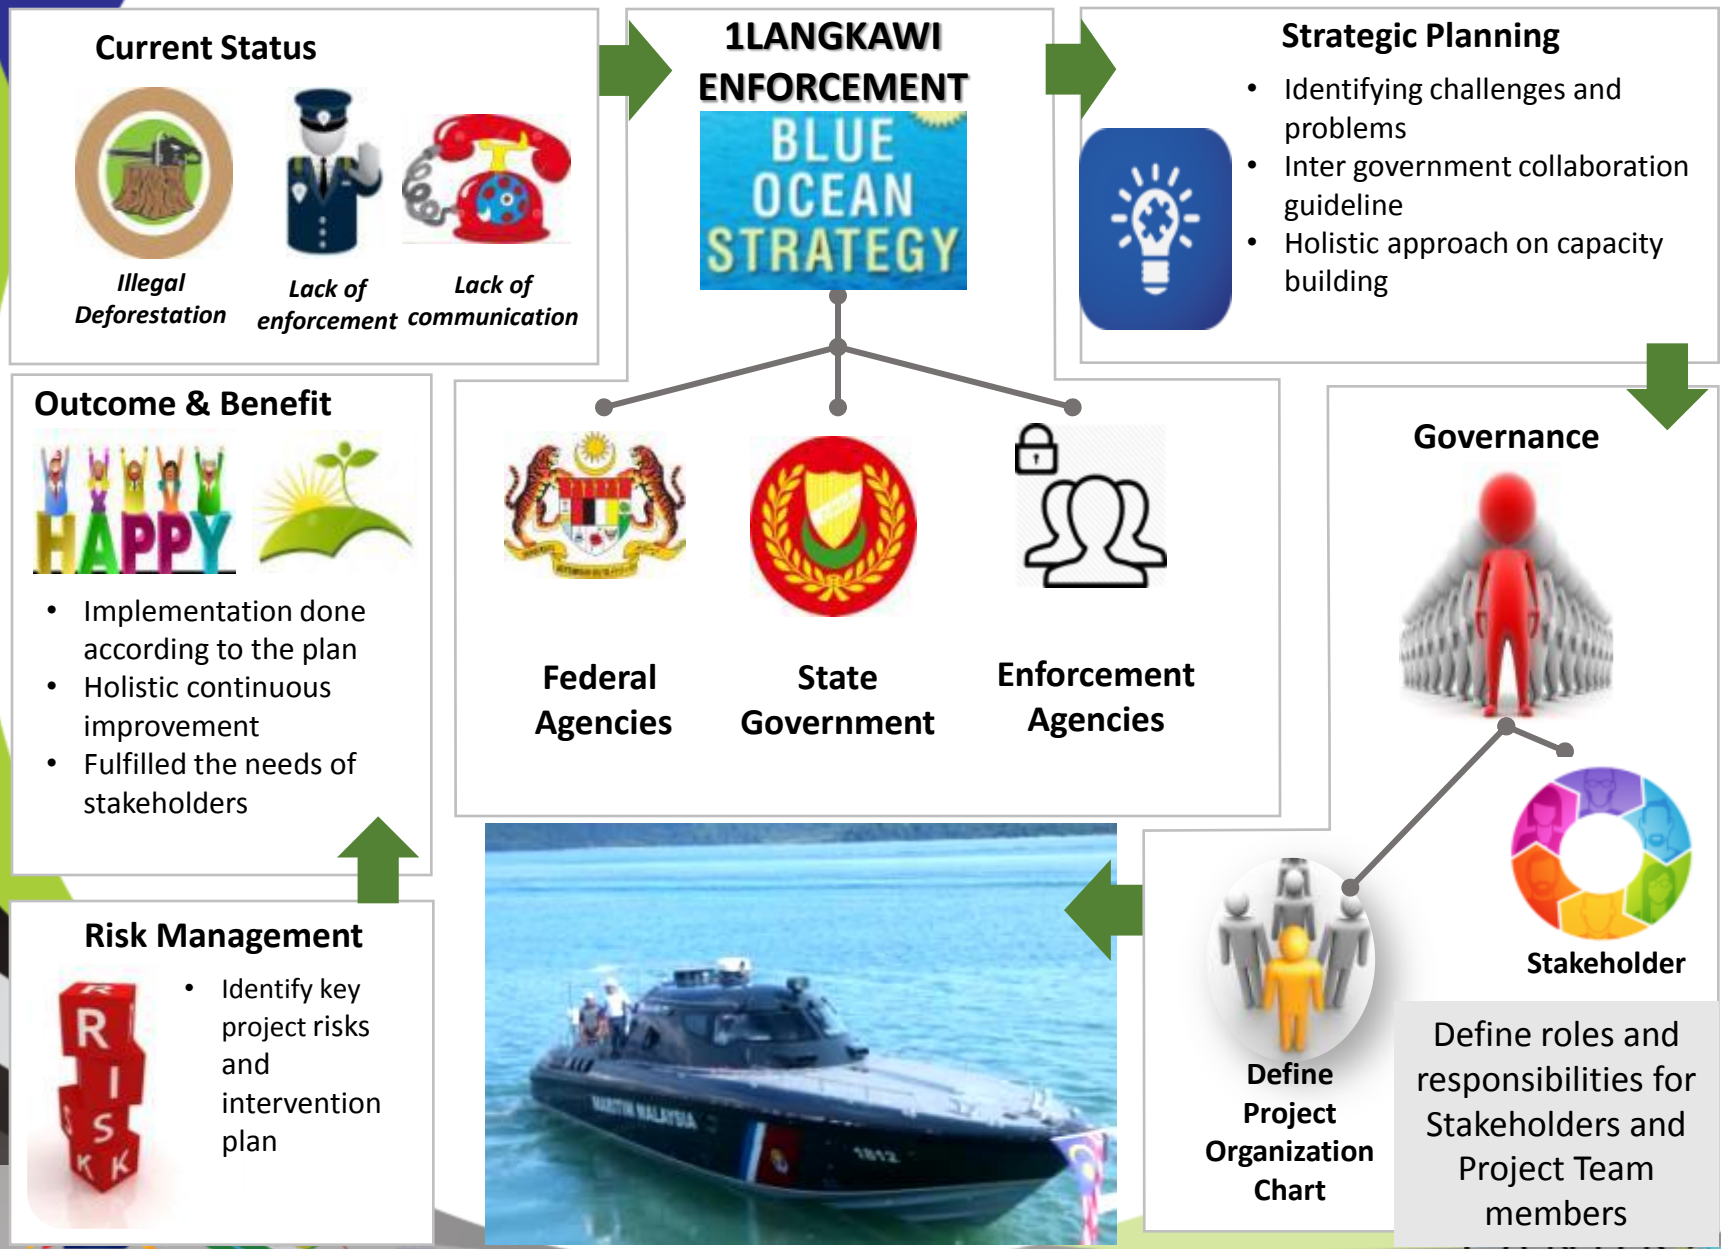 Current Status
Illegal
Deforestation
Lack of
enforcement
Lack of
communication
1LANGKAWI
ENFORCEMENT
BLUE
OCEAN
STRATEGY
Federal
Agencies
State
Government
Enforcement
Agencies
Strategic Planning
• Identifying challenges and
problems
• Inter government collaboration
guideline
• Holistic approach on capacity
building
Governance
Stakeholder
Define
Project
Organization
Chart
Define roles and
responsibilities for
Stakeholders and
Project Team
members
MARITIM MALAYSIA
1812
Risk Management
R
R
I
S
S
K
K
• Identify key
project risks
and
intervention
plan
Outcome & Benefit
HAPPY
• Implementation done
according to the plan
• Holistic continuous
improvement
• Fulfilled the needs of
stakeholders